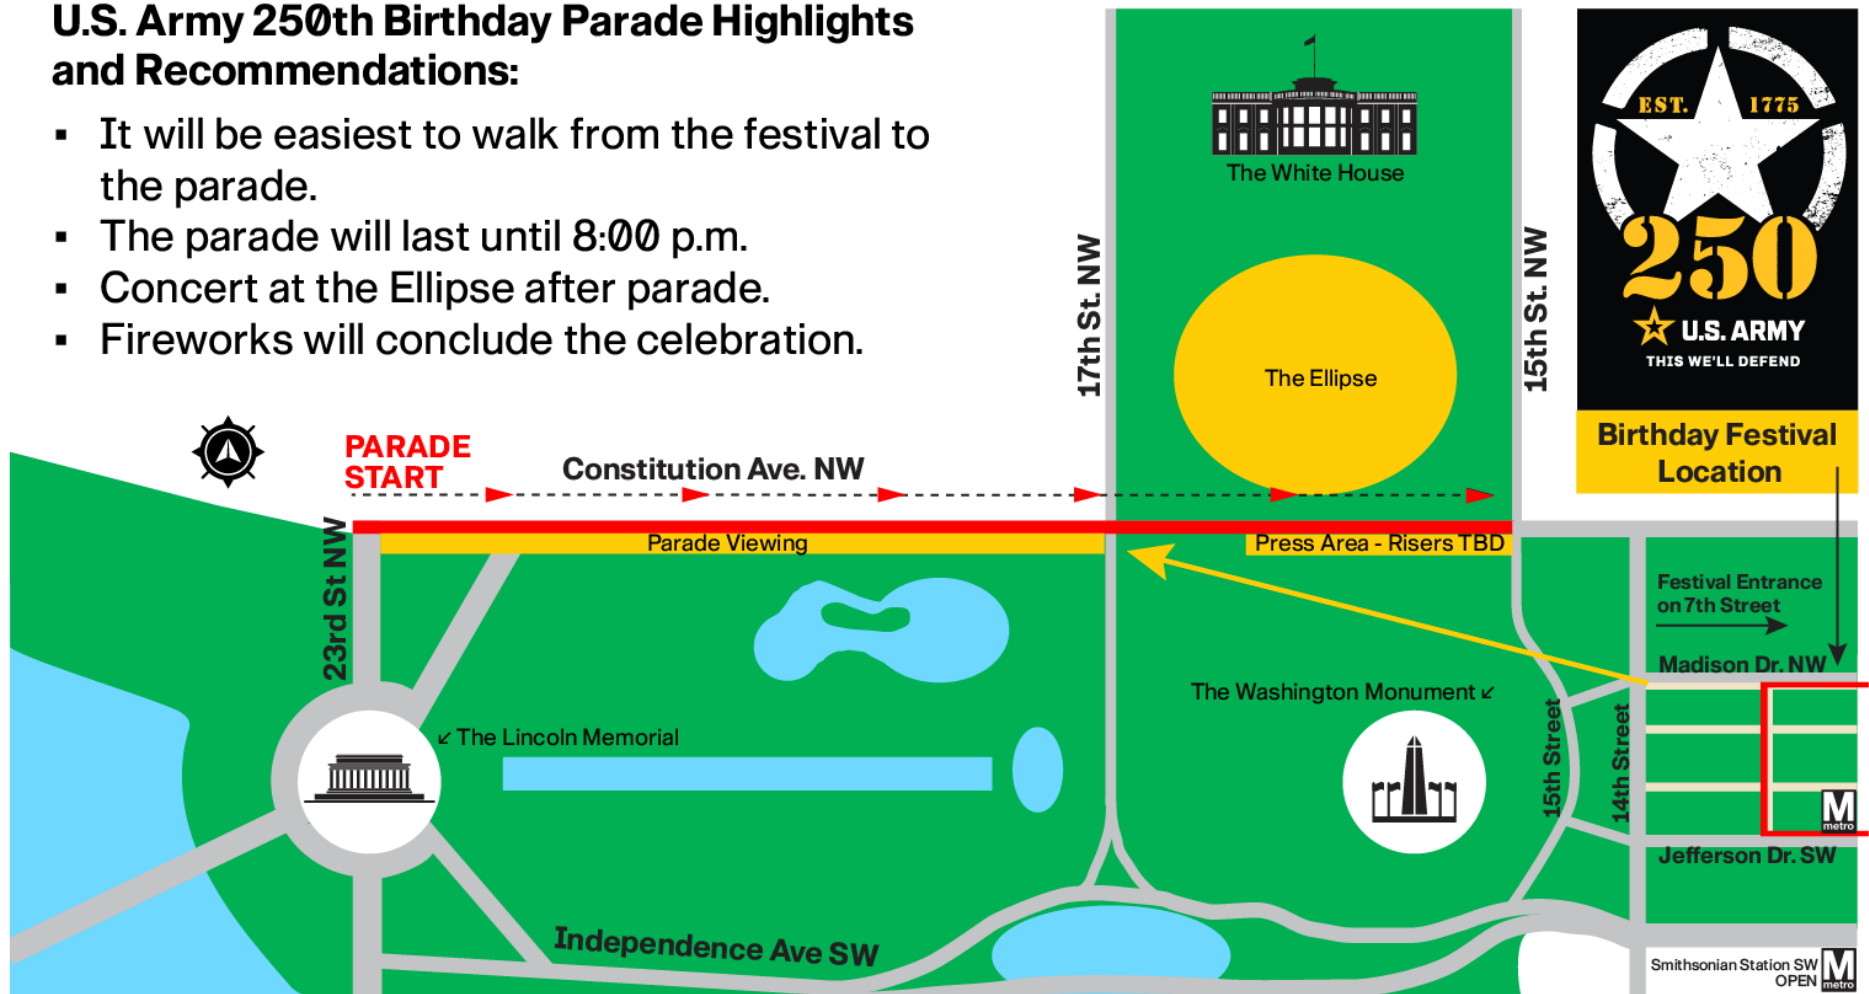 U.S. Army 250th Birthday Parade Highlights
and Recommendations:
▪ It will be easiest to walk from the festival to
the parade.
▪ The parade will last until 8:00 p.m.
▪ Concert at the Ellipse after parade.
▪ Fireworks will conclude the celebration.
The White House
17th St. NW
15th St. NW
The Ellipse
EST. 1775
250
U.S. ARMY
THIS WE'LL DEFEND
Birthday Festival
Location
PARADE
START
Constitution Ave. NW
23rd St NW
Parade Viewing
Press Area - Risers TBD
Festival Entrance
on 7th Street
Madison Dr. NW
The Washington Monument
The Lincoln Memorial
15th Street
14th Street
M
metro
Jefferson Dr. SW
Independence Ave SW
Smithsonian Station SW
OPEN
M
metro